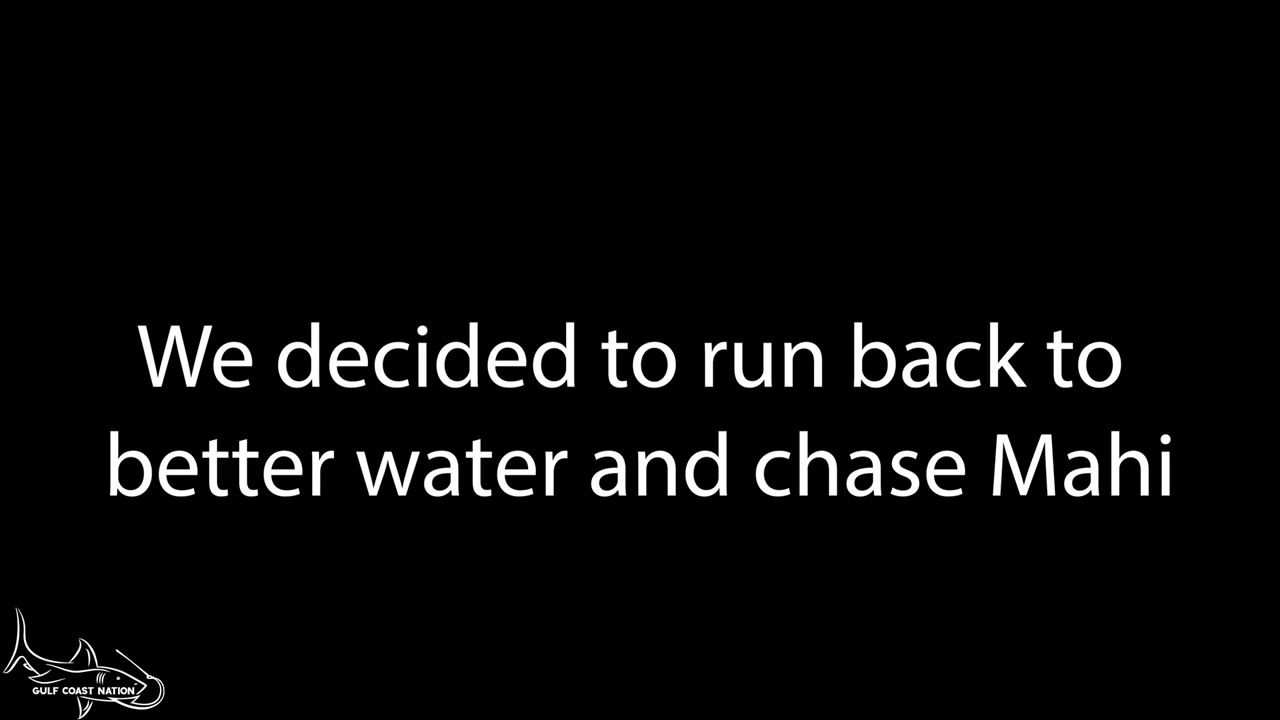 We decided to run back to
better water and chase Mahi
GULF COAST NATION